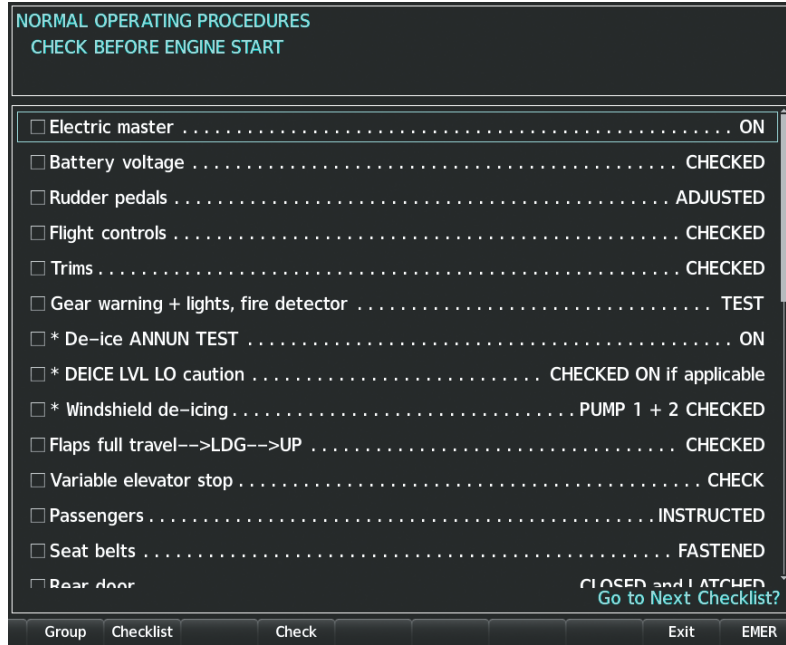 NORMAL OPERATING PROCEDURES
CHECK BEFORE ENGINE START
Electric master . . . . . . . . . . . . . . . . . . . . . . . . . . . . . . . . . . . . . . . . . . . . . . . . . . . ON
Battery voltage . . . . . . . . . . . . . . . . . . . . . . . . . . . . . . . . . . . . . . . . . . . . . CHECKED
Rudder pedals . . . . . . . . . . . . . . . . . . . . . . . . . . . . . . . . . . . . . . . . . . . . . . ADJUSTED
Flight controls . . . . . . . . . . . . . . . . . . . . . . . . . . . . . . . . . . . . . . . . . . . . . . . CHECKED
Trims . . . . . . . . . . . . . . . . . . . . . . . . . . . . . . . . . . . . . . . . . . . . . . . . . . . . . . CHECKED
Gear warning + lights, fire detector . . . . . . . . . . . . . . . . . . . . . . . . . . . . . . . . . TEST
* De-ice ANNUN TEST . . . . . . . . . . . . . . . . . . . . . . . . . . . . . . . . . . . . . . . . . . . . . ON
* DEICE LVL LO caution . . . . . . . . . . . . . . . . . . . . . . . . . . . CHECKED ON if applicable
* Windshield de-icing . . . . . . . . . . . . . . . . . . . . . . . . . . . . . . . . PUMP 1 + 2 CHECKED
Flaps full travel-->LDG-->UP . . . . . . . . . . . . . . . . . . . . . . . . . . . . . . . . . . CHECKED
Variable elevator stop . . . . . . . . . . . . . . . . . . . . . . . . . . . . . . . . . . . . . . . . . . . CHECK
Passengers . . . . . . . . . . . . . . . . . . . . . . . . . . . . . . . . . . . . . . . . . . . . . . . INSTRUCTED
Seat belts . . . . . . . . . . . . . . . . . . . . . . . . . . . . . . . . . . . . . . . . . . . . . . . . . FASTENED
Rear door CLOSED and LATCHED
Go to Next Checklist?
Group Checklist Check Exit EMER